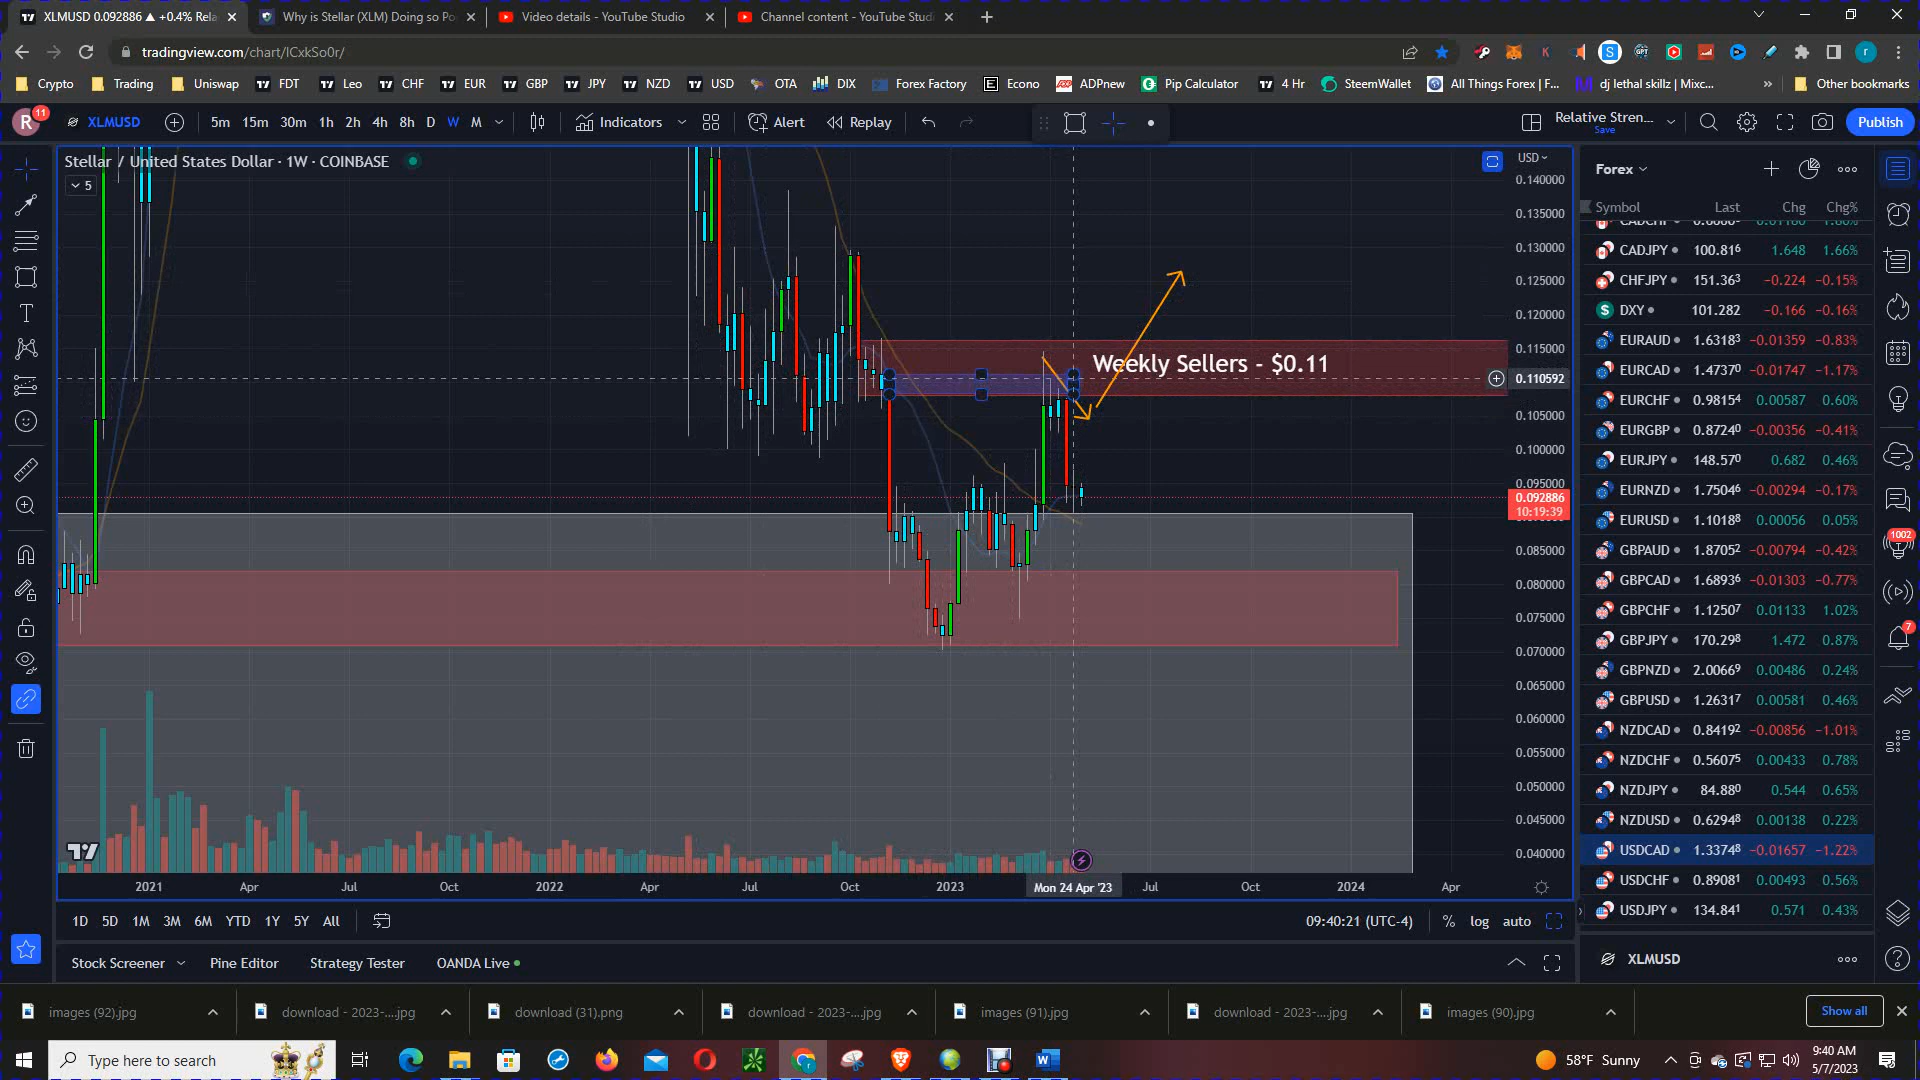 XLMUSD 0.092886 ▲ +0.4% Rela
Why is Stellar (XLM) Doing so Po
Video details - YouTube Studio
Channel content - YouTube Studi
tradingview.com/chart/lCxkSo0r/
Crypto
Trading
Uniswap
FDT
Leo
CHF
EUR
GBP
JPY
NZD
USD
OTA
DIX
Forex Factory
Econo
ADPnew
Pip Calculator
4 Hr
SteemWallet
All Things Forex | F...
dj lethal skillz | Mixc...
Other bookmarks
R 11
XLMUSD
5m 15m 30m 1h 2h 4h 8h D W M
Indicators
Alert
Replay
Relative Stren...
Save
Publish
Stellar / United States Dollar · 1W · COINBASE
5
USD
0.140000
0.135000
0.130000
0.125000
0.120000
0.115000
0.110592
0.105000
0.100000
0.095000
0.092886
10:19:39
0.085000
0.080000
0.075000
0.070000
0.065000
0.060000
0.055000
0.050000
0.045000
0.040000
Weekly Sellers - $0.11
2021 Apr Jul Oct 2022 Apr Jul Oct 2023 Mon 24 Apr '23 Jul Oct 2024 Apr
1D 5D 1M 3M 6M YTD 1Y 5Y All
09:40:21 (UTC-4) % log auto
Stock Screener
Pine Editor
Strategy Tester
OANDA Live
Forex
Symbol Last Chg Chg%
CADJPY 100.816 1.648 1.66%
CHFJPY 151.363 −0.224 −0.15%
DXY 101.282 −0.166 −0.16%
EURAUD 1.63183 −0.01359 −0.83%
EURCAD 1.47370 −0.01747 −1.17%
EURCHF 0.98154 0.00587 0.60%
EURGBP 0.87240 −0.00356 −0.41%
EURJPY 148.570 0.682 0.46%
EURNZD 1.75046 −0.00294 −0.17%
EURUSD 1.10188 0.00056 0.05%
GBPAUD 1.87052 −0.00794 −0.42%
GBPCAD 1.68936 −0.01303 −0.77%
GBPCHF 1.12507 0.01133 1.02%
GBPJPY 170.298 1.472 0.87%
GBPNZD 2.00669 0.00486 0.24%
GBPUSD 1.26317 0.00581 0.46%
NZDCAD 0.84192 −0.00856 −1.01%
NZDCHF 0.56075 0.00433 0.78%
NZDJPY 84.880 0.544 0.65%
NZDUSD 0.62948 0.00138 0.22%
USDCAD 1.33748 −0.01657 −1.22%
USDCHF 0.89081 0.00493 0.56%
USDJPY 134.841 0.571 0.43%
XLMUSD
1002
7
images (92).jpg
download - 2023-....jpg
download (31).png
download - 2023-....jpg
images (91).jpg
download - 2023-....jpg
images (90).jpg
Show all
Type here to search
58°F Sunny
9:40 AM
5/7/2023